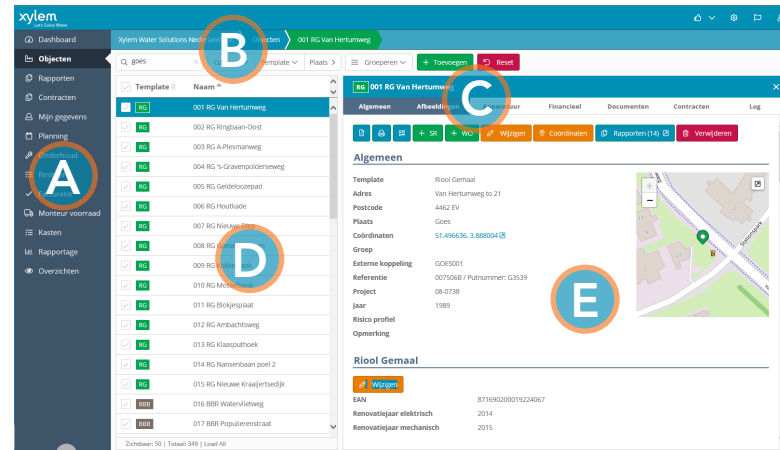 xylem
Let's Solve Water
Dashboard
Objecten
Rapporten
Contracten
Mijn gegevens
Planning
Onderhoud
A
Monteur voorraad
Kasten
Rapportage
Overzichten
Xylem Water Solutions Objecten 001 RG Van Hertumweg
B
goes Template Plaats Groeperen Toevoegen Reset
Template Naam
RG 001 RG Van Hertumweg
RG 002 RG Ringbaan-Oost
RG 003 RG A-Plesmanweg
RG 004 RG 's-Gravenpolderseweg
RG 005 RG Geldeloozepad
RG 006 RG Houtkade
RG 007 RG Nieuwe Diep
RG 008 RG
D
RG 009 RG
RG 010 RG
RG 011 RG Blokjesplaat
RG 012 RG Ambachtsweg
RG 013 RG Klaasputhoek
RG 014 RG Nansenbaan poel 2
RG 015 RG Nieuwe Kraaijertsedijk
BBB 016 BBR Watervlietweg
BBB 017 BBR Populierenstraat
Zichtbaar: 50 | Totaal: 349 | Load All
RG 001 RG Van Hertumweg
C
Algemeen Afbeeldingen Apparatuur Financieel Documenten Contracten Log
+ SR + WO Wijzigen Coördinaten Rapporten (14) Verwijderen
Algemeen
Template Riool Gemaal
Adres Van Hertumweg to 21
Postcode 4462 EV
Plaats Goes
Coördinaten 51.496636, 3.888004
Groep
Externe koppeling GOES001
Referentie 007506B / Putnummer: G3539
Project 08-0738
Jaar 1989
Risico profiel
Opmerking
E
Stationspark
Riool Gemaal
Wijzigen
EAN 871690200019224067
Renovatiejaar elektrisch 2014
Renovatiejaar mechanisch 2015